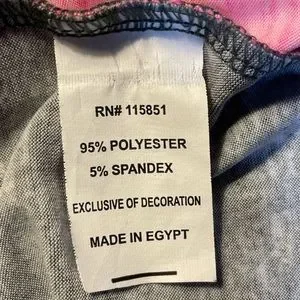 RN# 115851
95% POLYESTER
5% SPANDEX
EXCLUSIVE OF DECORATION
MADE IN EGYPT